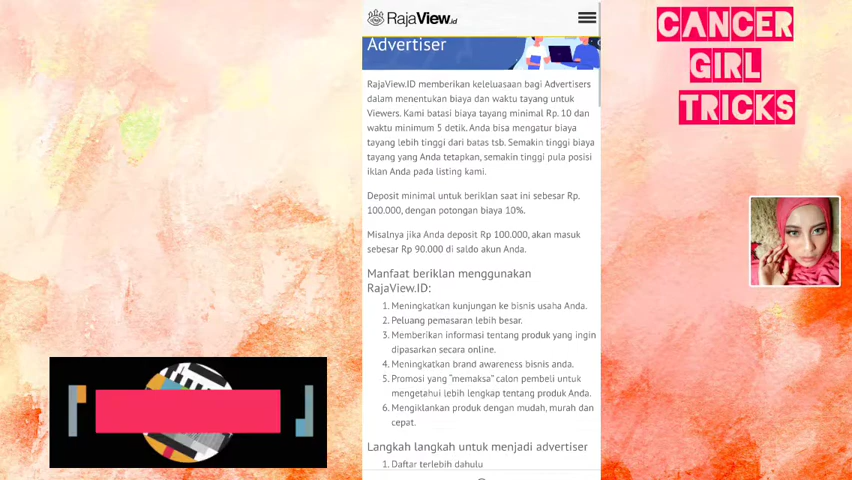 RajaView.id
CANCER
GIRL
TRICKS
Advertiser
RajaView.ID memberikan keleluasaan bagi Advertisers
dalam menentukan biaya dan waktu tayang untuk
Viewers. Kami batasi biaya tayang minimal Rp. 10 dan
waktu minimum 5 detik. Anda bisa mengatur biaya
tayang lebih tinggi dari batas tsb. Semakin tinggi biaya
tayang yang Anda tetapkan, semakin tinggi pula posisi
iklan Anda pada listing kami.
Deposit minimal untuk beriklan saat ini sebesar Rp.
100.000, dengan potongan biaya 10%.
Misalnya jika Anda deposit Rp 100.000, akan masuk
sebesar Rp 90.000 di saldo akun Anda.
Manfaat beriklan menggunakan
RajaView.ID:
1. Meningkatkan kunjungan ke bisnis usaha Anda.
2. Peluang pemasaran lebih besar.
3. Memberikan informasi tentang produk yang ingin
dipasarkan secara online.
4. Meningkatkan brand awareness bisnis anda.
5. Promosi yang “memaksa” calon pembeli untuk
mengetahui lebih lengkap tentang produk Anda.
6. Mengiklankan produk dengan mudah, murah dan
cepat.
Langkah langkah untuk menjadi advertiser
1. Daftar terlebih dahulu